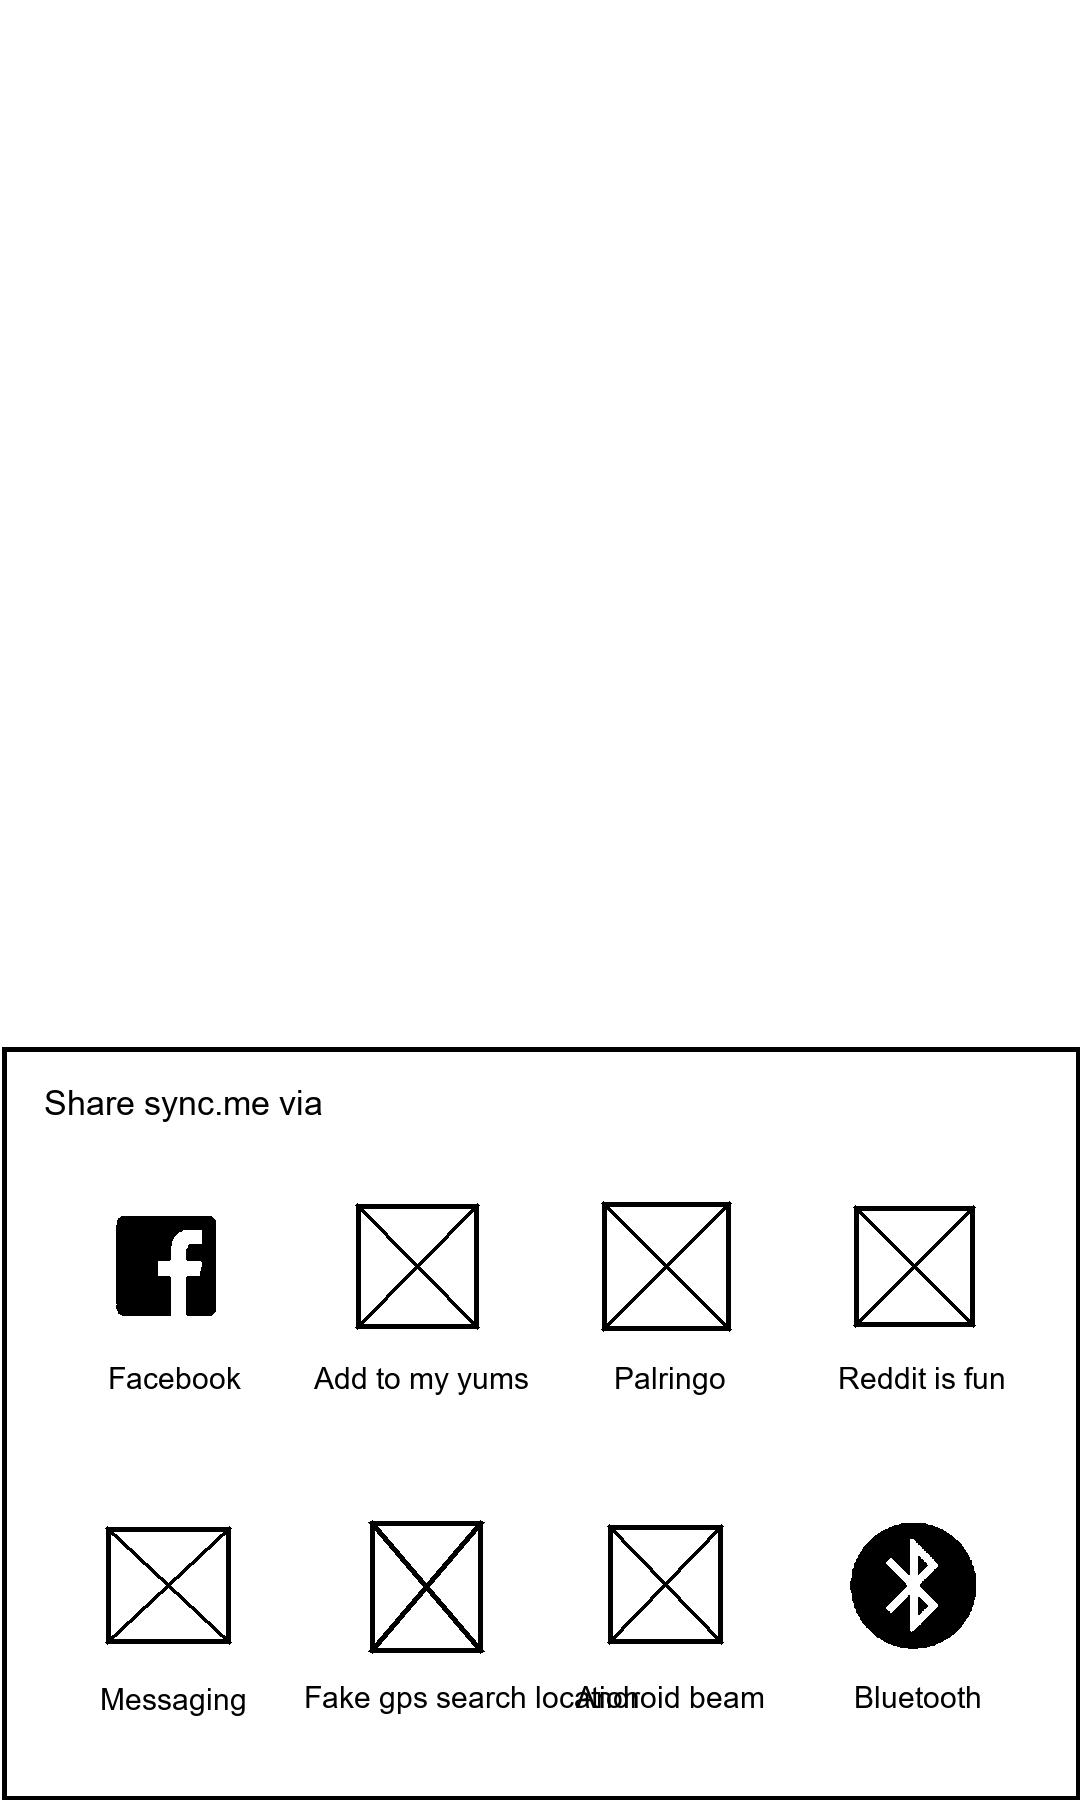 Share sync.me via
Facebook
Add to my yums
Palringo
Reddit is fun
Messaging
Fake gps search location
Android beam
Bluetooth